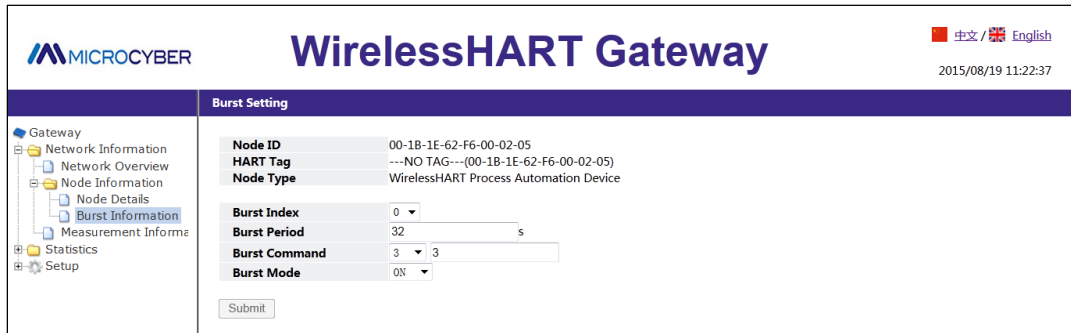 MICROCYBER
WirelessHART Gateway
中文 / English
2015/08/19 11:22:37
Burst Setting
Gateway
Network Information
Network Overview
Node Information
Node Details
Burst Information
Measurement Informa
Statistics
Setup
Node ID 00-1B-1E-62-F6-00-02-05
HART Tag ---NO TAG---(00-1B-1E-62-F6-00-02-05)
Node Type WirelessHART Process Automation Device
Burst Index 0
Burst Period 32 s
Burst Command 3 3
Burst Mode ON
Submit